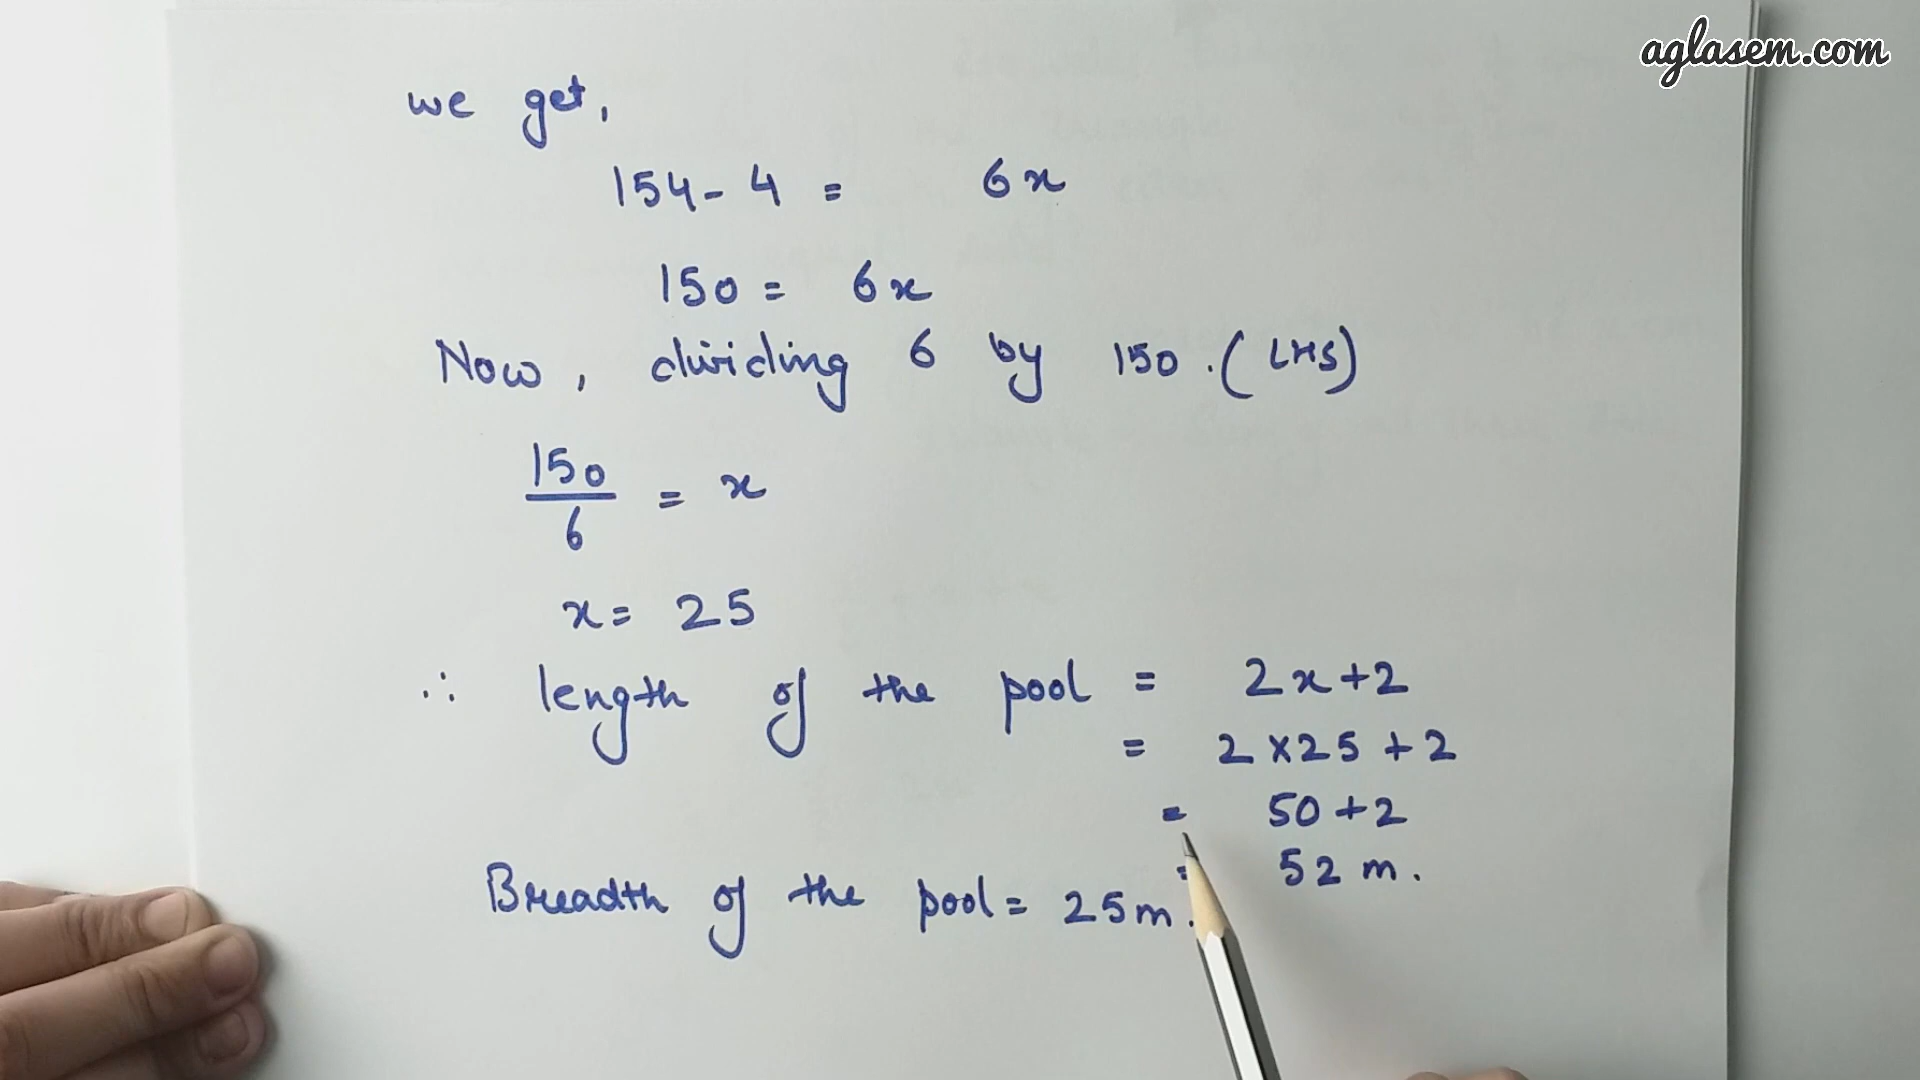 aglasem.com
we get,
154 - 4 = 6x
150 = 6x
Now, dividing 6 by 150. (LHS)
150/6 = x
x = 25
∴ length of the pool = 2x+2
= 2×25+2
= 50+2
= 52 m.
Breadth of the pool = 25m.